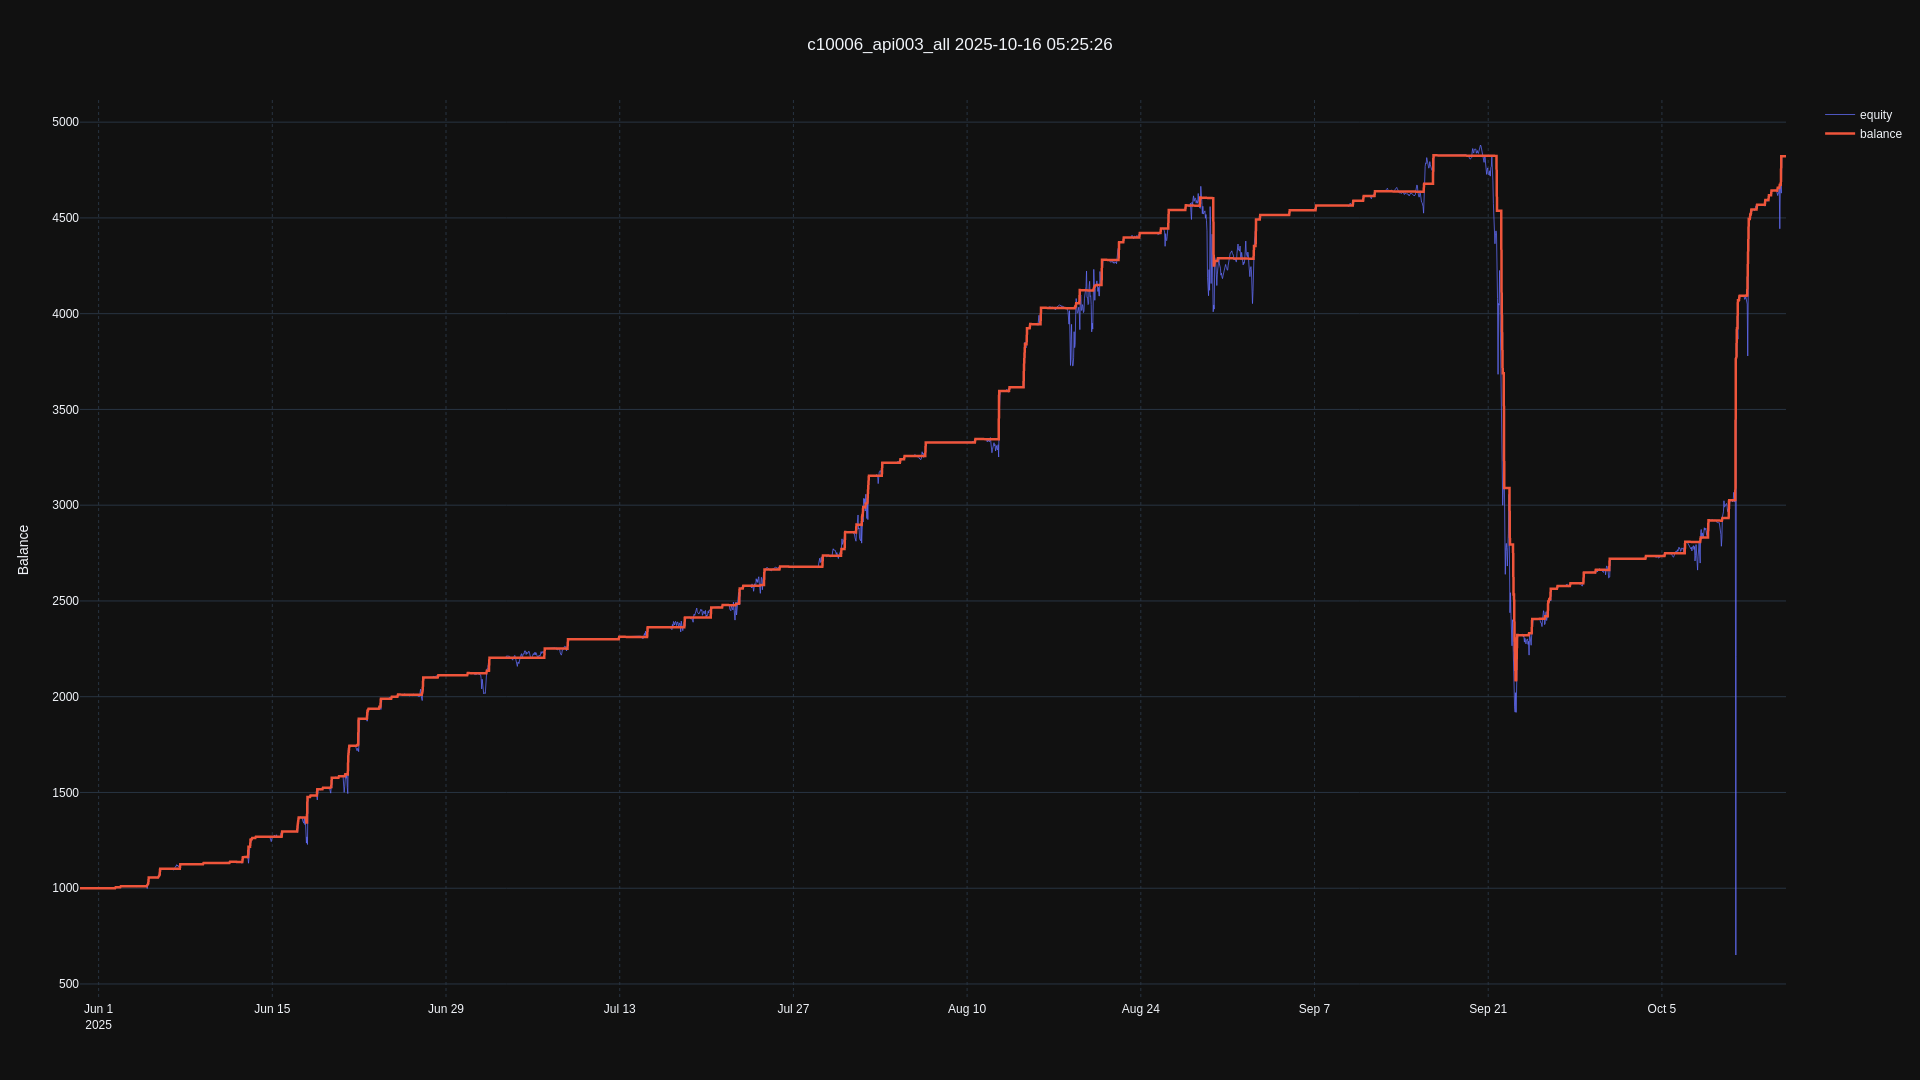 c10006_api003_all 2025-10-16 05:25:26
equity
balance
5000
4500
4000
3500
3000
2500
2000
1500
1000
500
Balance
Jun 1
2025
Jun 15
Jun 29
Jul 13
Jul 27
Aug 10
Aug 24
Sep 7
Sep 21
Oct 5